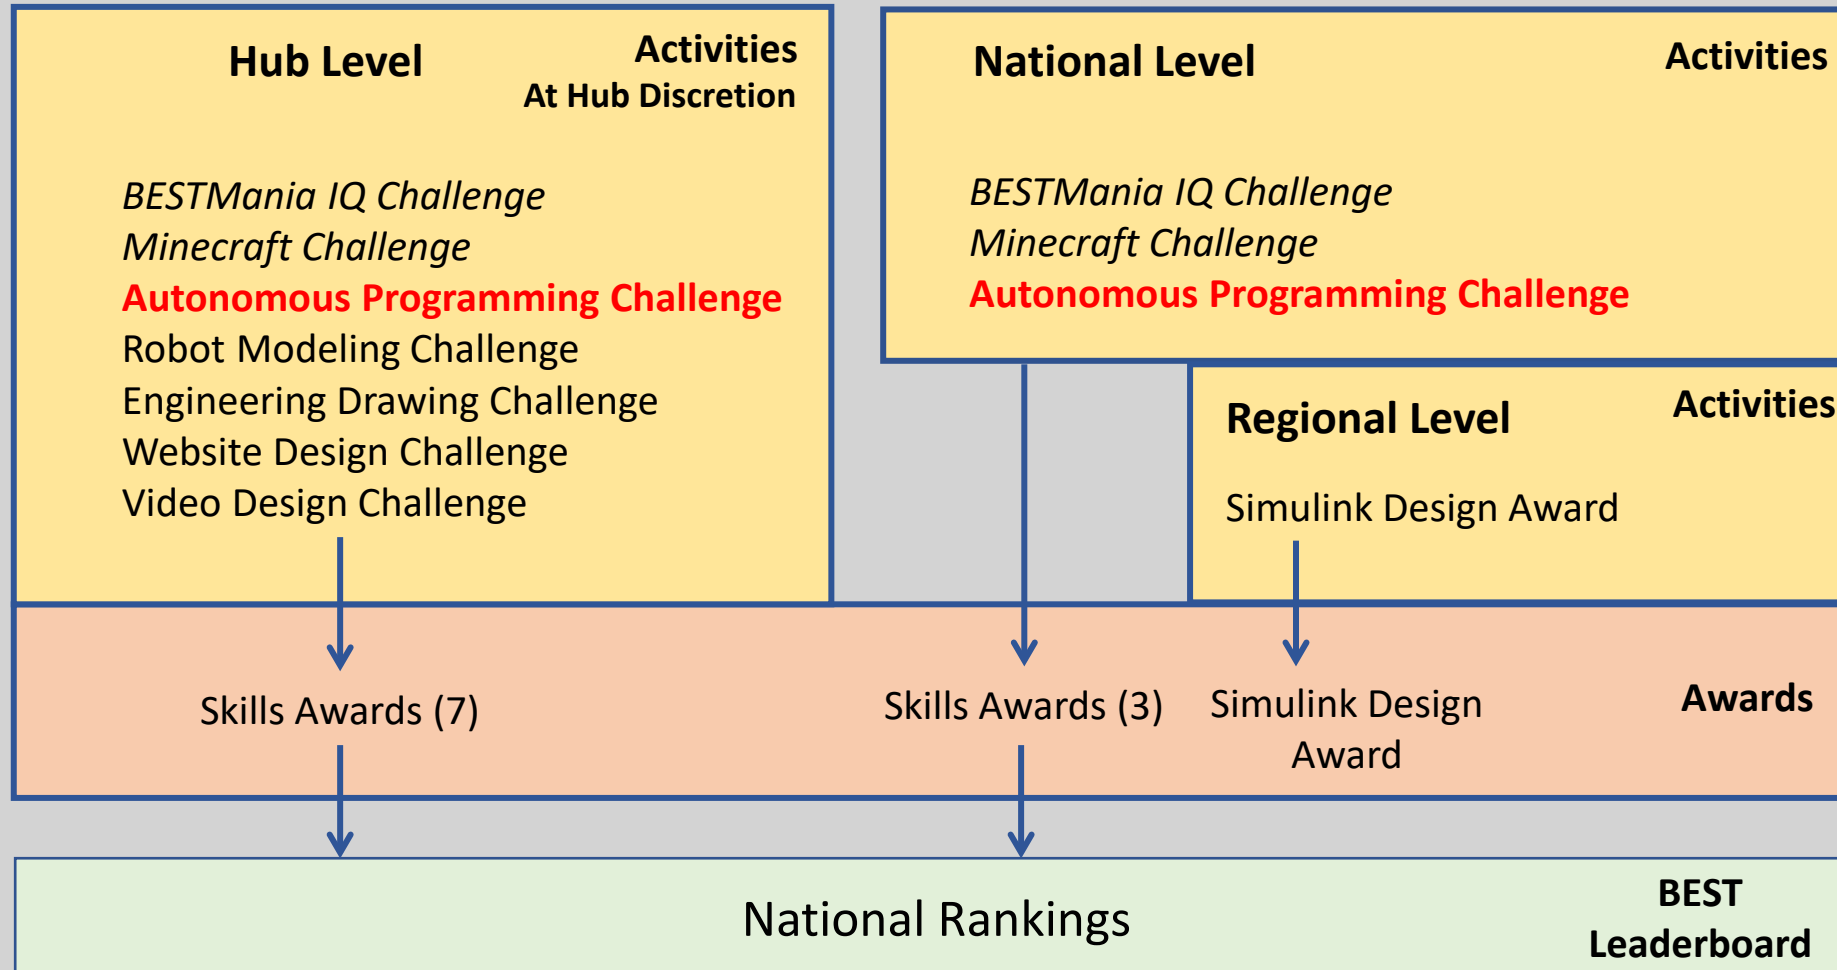 Hub Level
Activities
At Hub Discretion
BESTMania IQ Challenge
Minecraft Challenge
Autonomous Programming Challenge
Robot Modeling Challenge
Engineering Drawing Challenge
Website Design Challenge
Video Design Challenge
National Level
Activities
BESTMania IQ Challenge
Minecraft Challenge
Autonomous Programming Challenge
Regional Level
Activities
Simulink Design Award
Skills Awards (7)
Skills Awards (3)
Simulink Design
Award
Awards
National Rankings
BEST
Leaderboard